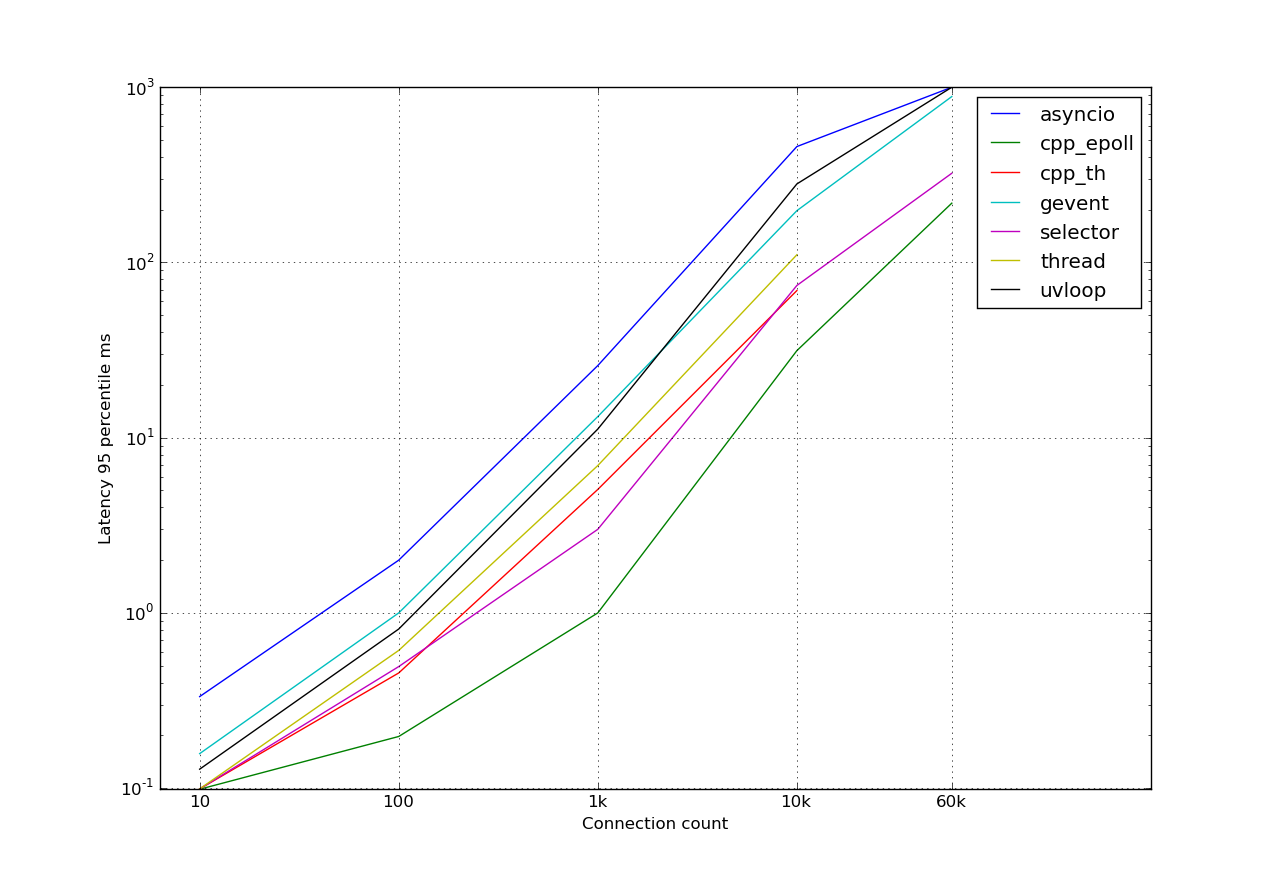 10^3
10^2
10^1
10^0
10^-1
Latency 95 percentile ms
10 100 1k 10k 60k
Connection count
asyncio
cpp_epoll
cpp_th
gevent
selector
thread
uvloop